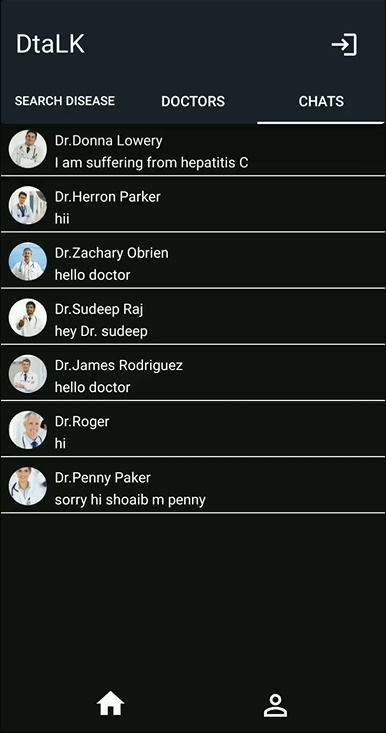 DtaLK
SEARCH DISEASE DOCTORS CHATS
Dr.Donna Lowery
I am suffering from hepatitis C
Dr.Herron Parker
hii
Dr.Zachary Obrien
hello doctor
Dr.Sudeep Raj
hey Dr. sudeep
Dr.James Rodriguez
hello doctor
Dr.Roger
hi
Dr.Penny Paker
sorry hi shoaib m penny